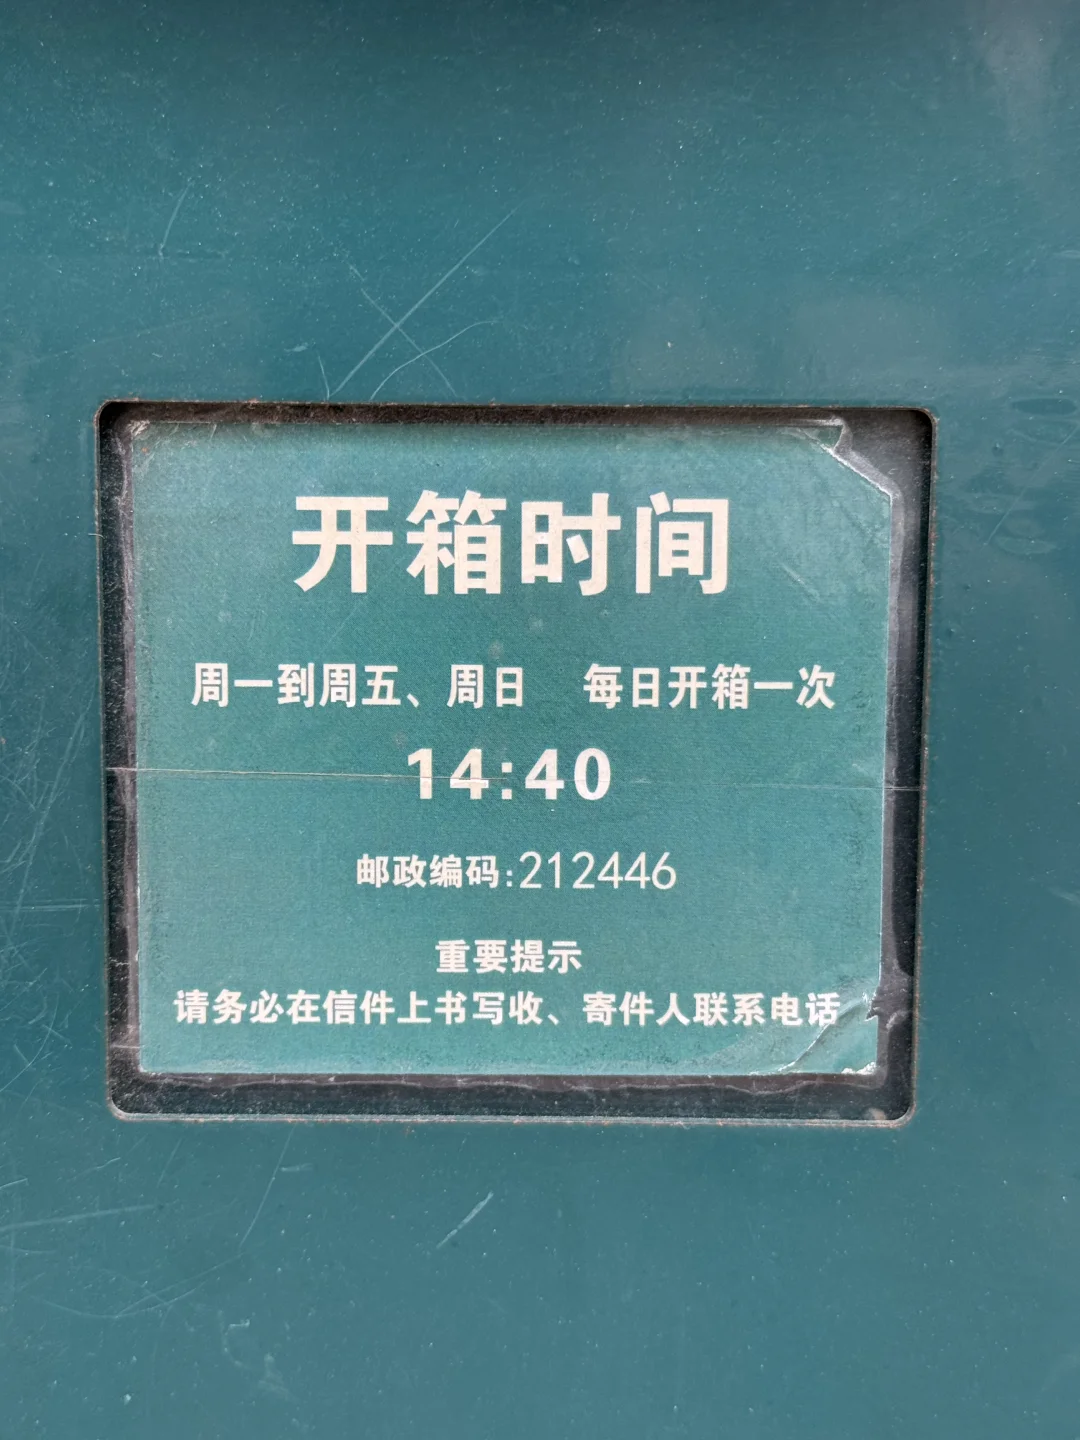 开箱时间
周一到周五、周日 每日开箱一次
14:40
邮政编码:212446
重要提示
请务必在信件上书写收、寄件人联系电话